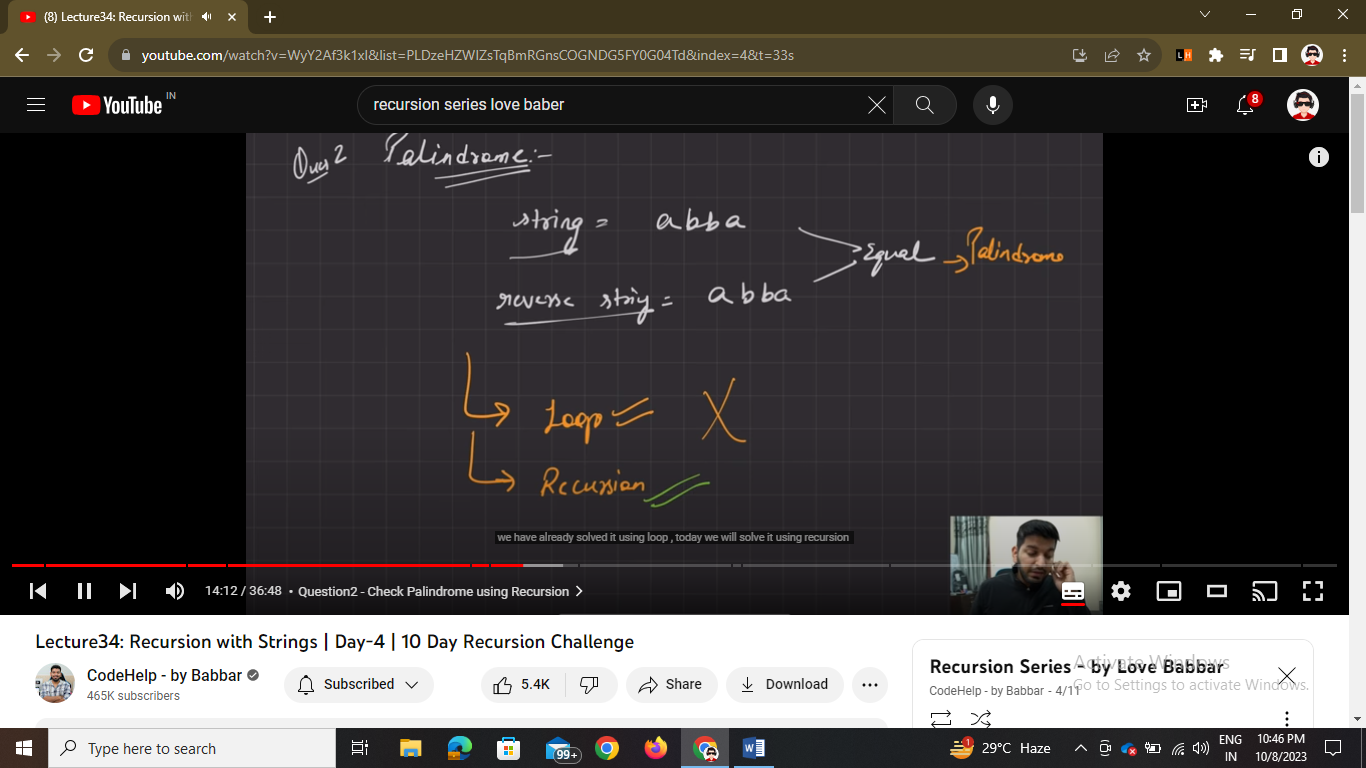 (8) Lecture34: Recursion with
youtube.com/watch?v=WyY2Af3k1xI&list=PLDzeHZWIZsTqBmRGnsCOGNDG5FY0G04Td&index=4&t=33s
YouTube IN
recursion series love baber
8
Ques 2 Palindrome:-
string = abba
Equal → Palindrome
reverse string = abba
Loop X
Recursion
we have already solved it using loop , today we will solve it using recursion
14:12 / 36:48 • Question2 - Check Palindrome using Recursion >
Lecture34: Recursion with Strings | Day-4 | 10 Day Recursion Challenge
CodeHelp - by Babbar
465K subscribers
Subscribed
5.4K
Share
Download
Recursion Series - by Love Babbar
CodeHelp - by Babbar - 4/11
Activate Windows
Go to Settings to activate Windows.
Type here to search
99+
1
29°C Haze
ENG
IN
10:46 PM
10/8/2023